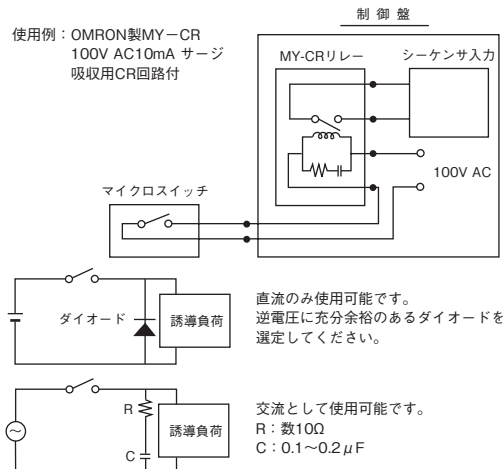 制御盤
使用例：OMRON製MY－CR
100V AC10mA サージ
吸収用CR回路付
MY-CRリレー
シーケンサ入力
100V AC
マイクロスイッチ
ダイオード
誘導負荷
直流のみ使用可能です。
逆電圧に充分余裕のあるダイオードを
選定してください。
R
C
誘導負荷
交流として使用可能です。
R：数10Ω
C：0.1～0.2μF